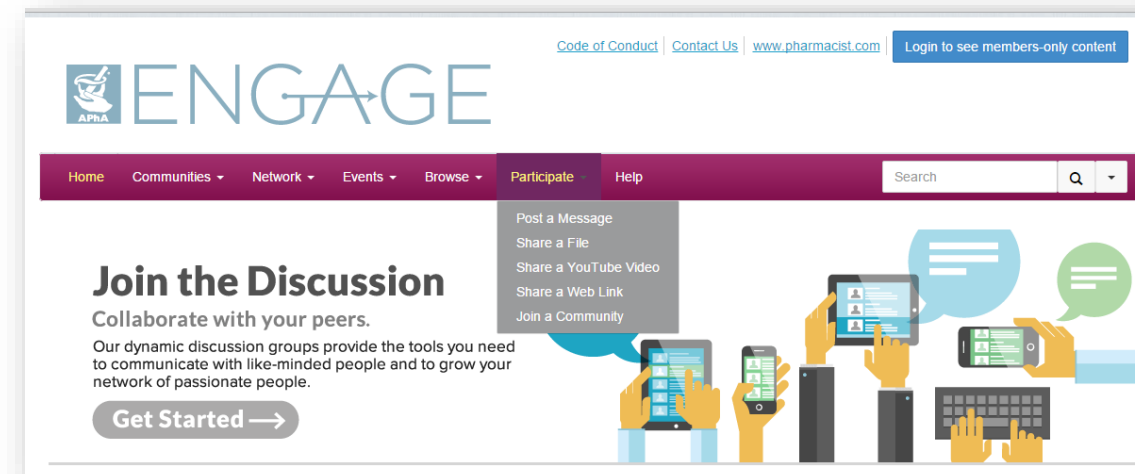 Code of Conduct Contact Us www.pharmacist.com Login to see members-only content
APhA ENGAGE
Home Communities Network Events Browse Participate Help Search
Post a Message
Share a File
Share a YouTube Video
Share a Web Link
Join a Community
Join the Discussion
Collaborate with your peers.
Our dynamic discussion groups provide the tools you need
to communicate with like-minded people and to grow your
network of passionate people.
Get Started